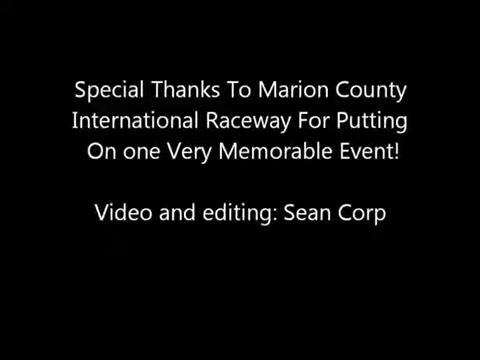 Special Thanks To Marion County
International Raceway For Putting
On one Very Memorable Event!
Video and editing: Sean Corp